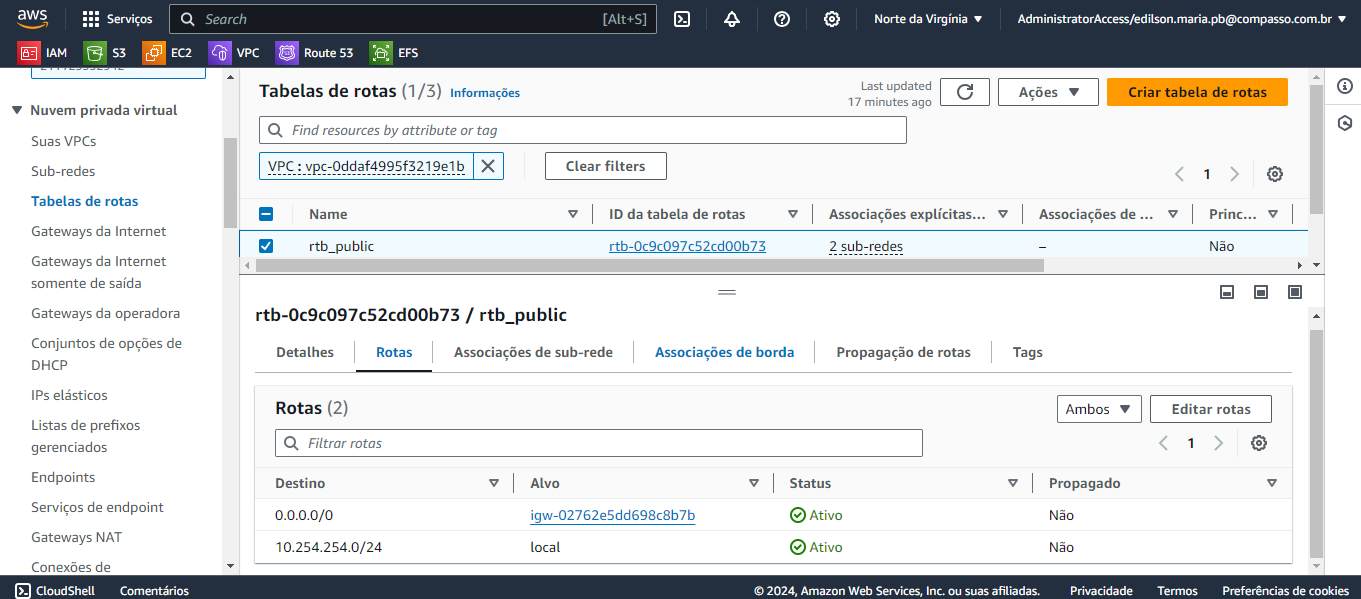 aws
Serviços
Search
[Alt+S]
Norte da Virgínia
AdministratorAccess/edilson.maria.pb@compasso.com.br
IAM
S3
EC2
VPC
Route 53
EFS
Nuvem privada virtual
Suas VPCs
Sub-redes
Tabelas de rotas
Gateways da Internet
Gateways da Internet
somente de saída
Gateways da operadora
Conjuntos de opções de
DHCP
IPs elásticos
Listas de prefixos
gerenciados
Endpoints
Serviços de endpoint
Gateways NAT
Conexões de
Tabelas de rotas (1/3) Informações
Last updated
17 minutes ago
Ações
Criar tabela de rotas
Find resources by attribute or tag
VPC : vpc-0ddaf4995f3219e1b
Clear filters
1
Name
ID da tabela de rotas
Associações explícitas...
Associações de ...
Princ...
rtb_public
rtb-0c9c097c52cd00b73
2 sub-redes
–
Não
rtb-0c9c097c52cd00b73 / rtb_public
Detalhes
Rotas
Associações de sub-rede
Associações de borda
Propagação de rotas
Tags
Rotas (2)
Ambos
Editar rotas
Filtrar rotas
1
Destino
Alvo
Status
Propagado
0.0.0.0/0
igw-02762e5dd698c8b7b
Ativo
Não
10.254.254.0/24
local
Ativo
Não
CloudShell
Comentários
© 2024, Amazon Web Services, Inc. ou suas afiliadas.
Privacidade
Termos
Preferências de cookies